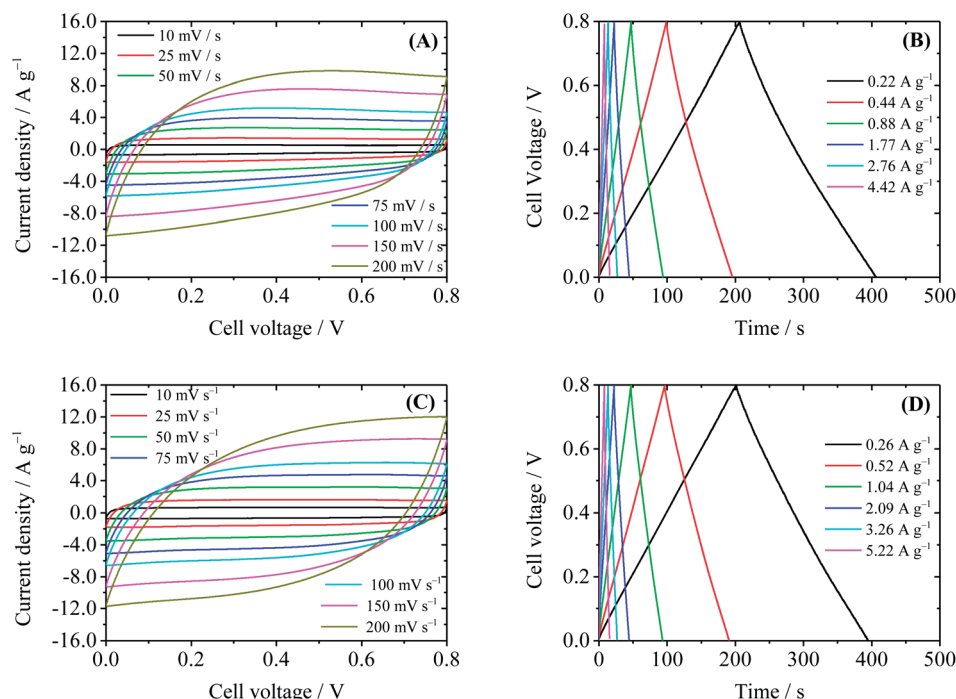 16.0
12.0
8.0
4.0
0.0
-4.0
-8.0
-12.0
-16.0
Current density / A g⁻¹
10 mV / s
25 mV / s
50 mV / s
(A)
75 mV / s
100 mV / s
150 mV / s
200 mV / s
0.0 0.2 0.4 0.6 0.8
Cell voltage / V
0.8
0.6
0.4
0.2
0.0
Cell Voltage / V
(B)
0.22 A g⁻¹
0.44 A g⁻¹
0.88 A g⁻¹
1.77 A g⁻¹
2.76 A g⁻¹
4.42 A g⁻¹
0 100 200 300 400 500
Time / s
16.0
12.0
8.0
4.0
0.0
-4.0
-8.0
-12.0
-16.0
Current density / A g⁻¹
10 mV s⁻¹
25 mV s⁻¹
50 mV s⁻¹
75 mV s⁻¹
(C)
100 mV s⁻¹
150 mV s⁻¹
200 mV s⁻¹
0.0 0.2 0.4 0.6 0.8
Cell voltage / V
0.8
0.6
0.4
0.2
0.0
Cell voltage / V
(D)
0.26 A g⁻¹
0.52 A g⁻¹
1.04 A g⁻¹
2.09 A g⁻¹
3.26 A g⁻¹
5.22 A g⁻¹
0 100 200 300 400 500
Time / s